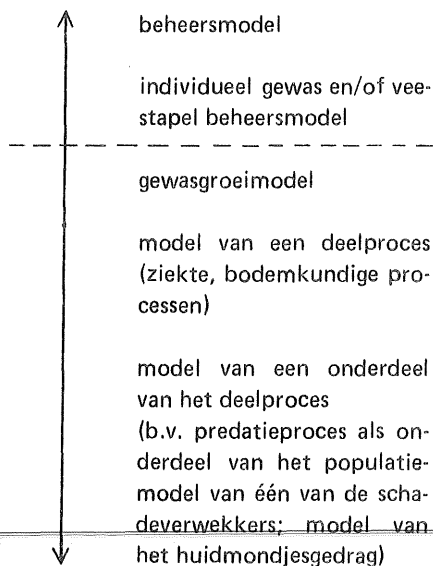 beheersmodel
individueel gewas en/of vee-
stapel beheersmodel
gewasgroeimodel
model van een deelproces
(ziekte, bodemkundige pro-
cessen)
model van een onderdeel
van het deelproces
(b.v. predatieproces als on-
derdeel van het populatie-
model van één van de scha-
deverwekkers; model van
het huidmondjesgedrag)